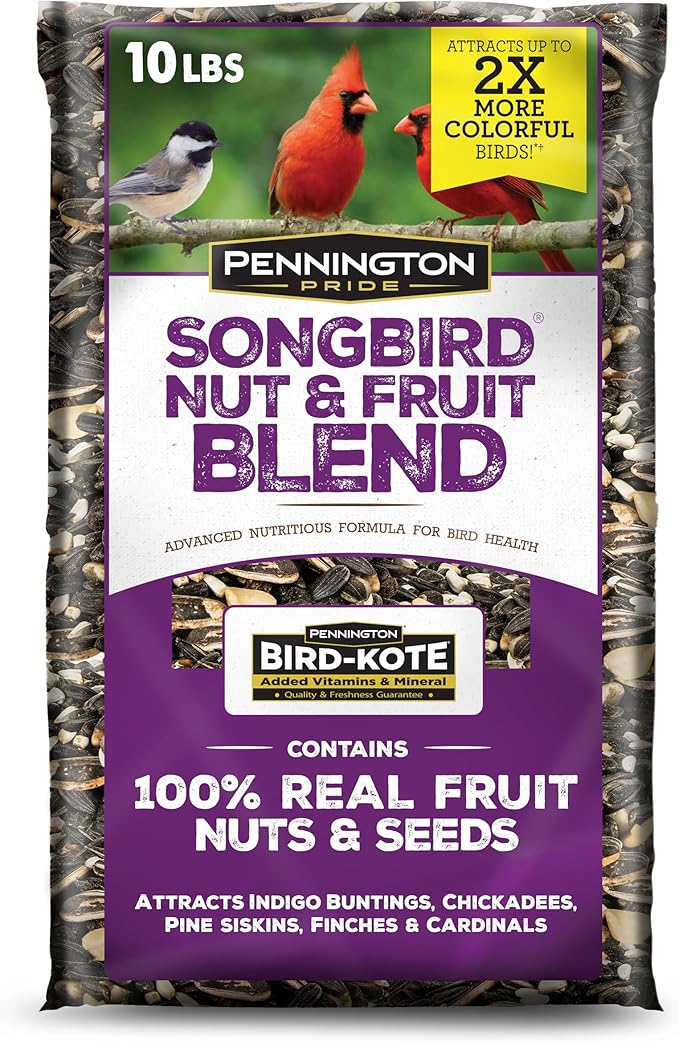 10 LBS
ATTRACTS UP TO
2X
MORE
COLORFUL
BIRDS!*†
PENNINGTON
PRIDE
SONGBIRD®
NUT & FRUIT
BLEND
ADVANCED NUTRITIOUS FORMULA FOR BIRD HEALTH
PENNINGTON
BIRD-KOTE®
Added Vitamins & Mineral
• Quality & Freshness Guarantee •
CONTAINS
100% REAL FRUIT
NUTS & SEEDS
ATTRACTS INDIGO BUNTINGS, CHICKADEES,
PINE SISKINS, FINCHES & CARDINALS